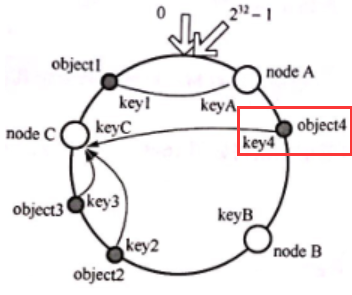 0
2³²−1
object1
node A
key1
keyA
node C
keyC
object4
key4
object3
key3
keyB
node B
key2
object2